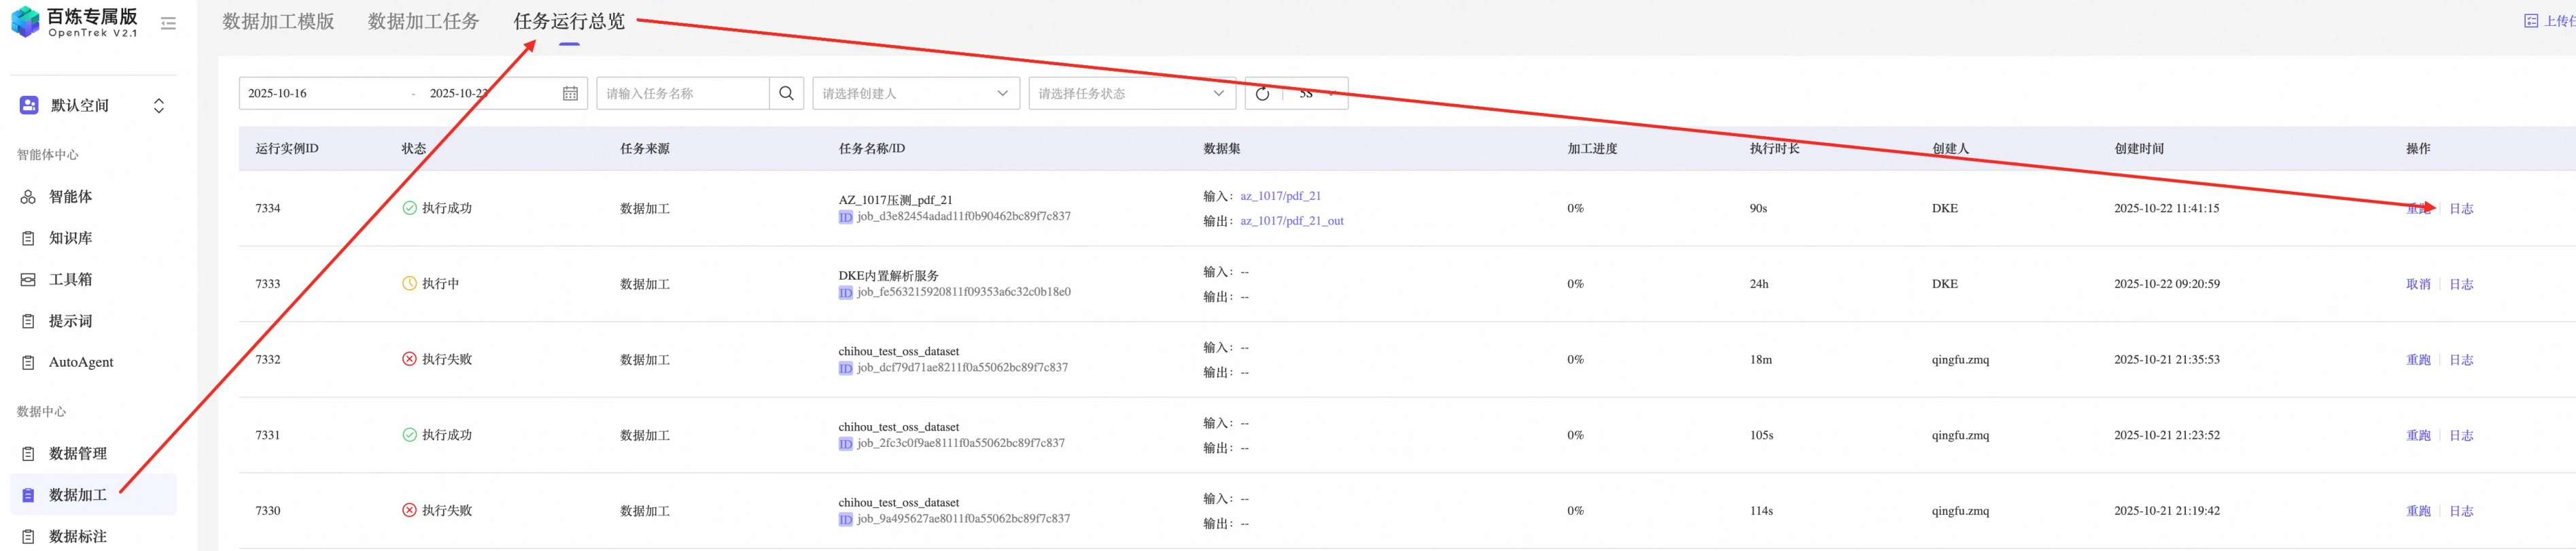 百炼专属版
OpenTrek V2.1
数据加工模版 数据加工任务 任务运行总览
上传任
默认空间
智能体中心
智能体
知识库
工具箱
提示词
AutoAgent
数据中心
数据管理
数据加工
数据标注
2025-10-16 - 2025-10-23 请输入任务名称 请选择创建人 请选择任务状态 5S
运行实例ID 状态 任务来源 任务名称/ID 数据集 加工进度 执行时长 创建人 创建时间 操作
7334 执行成功 数据加工 AZ_1017压测_pdf_21 输入: az_1017/pdf_21 0% 90s DKE 2025-10-22 11:41:15 重跑 日志
ID job_d3e82454adad11f0b90462bc89f7c837 输出: az_1017/pdf_21_out
7333 执行中 数据加工 DKE内置解析服务 输入: -- 0% 24h DKE 2025-10-22 09:20:59 取消 日志
ID job_fe563215920811f09353a6c32c0b18e0 输出: --
7332 执行失败 数据加工 chihou_test_oss_dataset 输入: -- 0% 18m qingfu.zmq 2025-10-21 21:35:53 重跑 日志
ID job_dcf79d71ae8211f0a55062bc89f7c837 输出: --
7331 执行成功 数据加工 chihou_test_oss_dataset 输入: -- 0% 105s qingfu.zmq 2025-10-21 21:23:52 重跑 日志
ID job_2fc3c0f9ae8111f0a55062bc89f7c837 输出: --
7330 执行失败 数据加工 chihou_test_oss_dataset 输入: -- 0% 114s qingfu.zmq 2025-10-21 21:19:42 重跑 日志
ID job_9a495627ae8011f0a55062bc89f7c837 输出: --